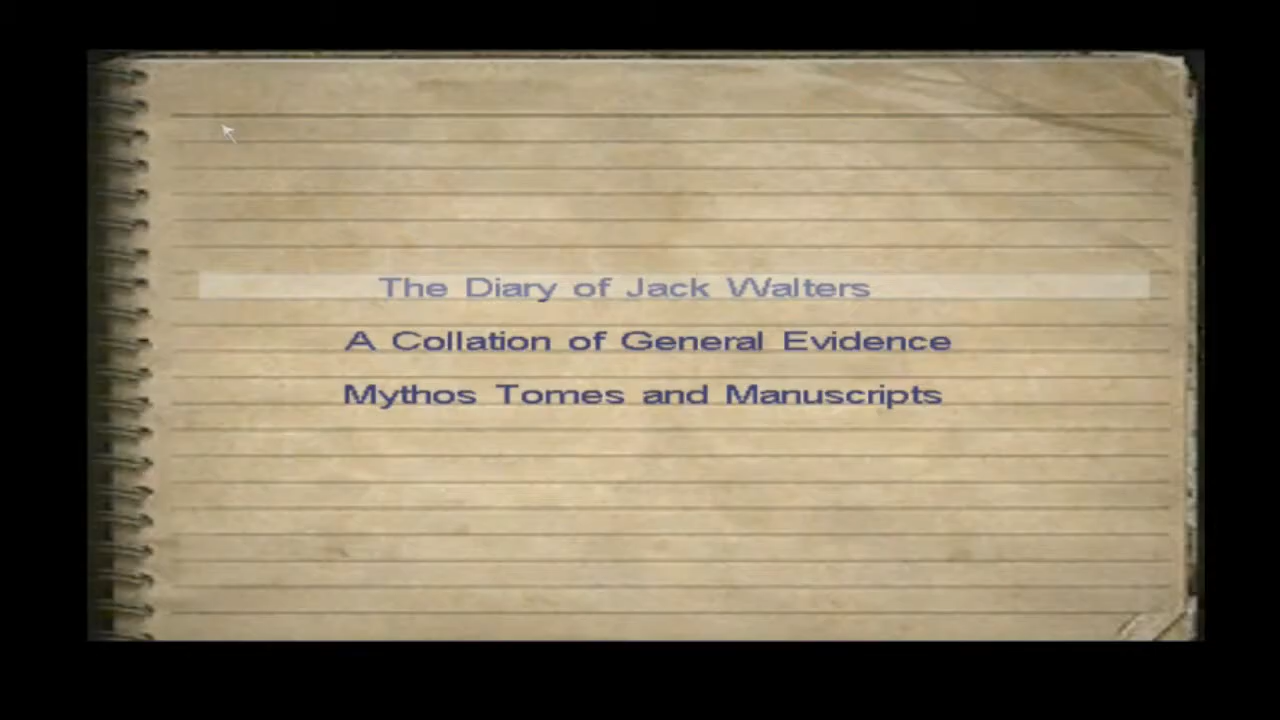 The Diary of Jack Walters
A Collation of General Evidence
Mythos Tomes and Manuscripts